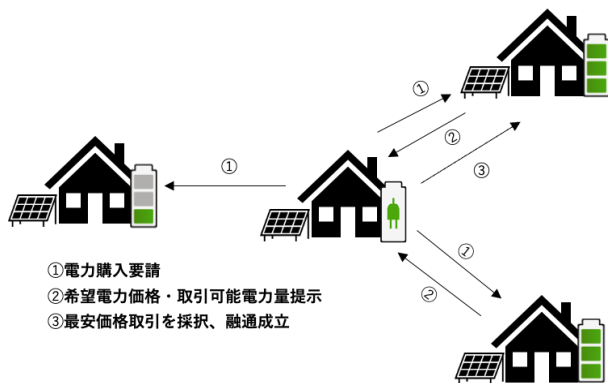 ①
②
③
①
①
②
①電力購入要請
②希望電力価格・取引可能電力量提示
③最安価格取引を採択、融通成立